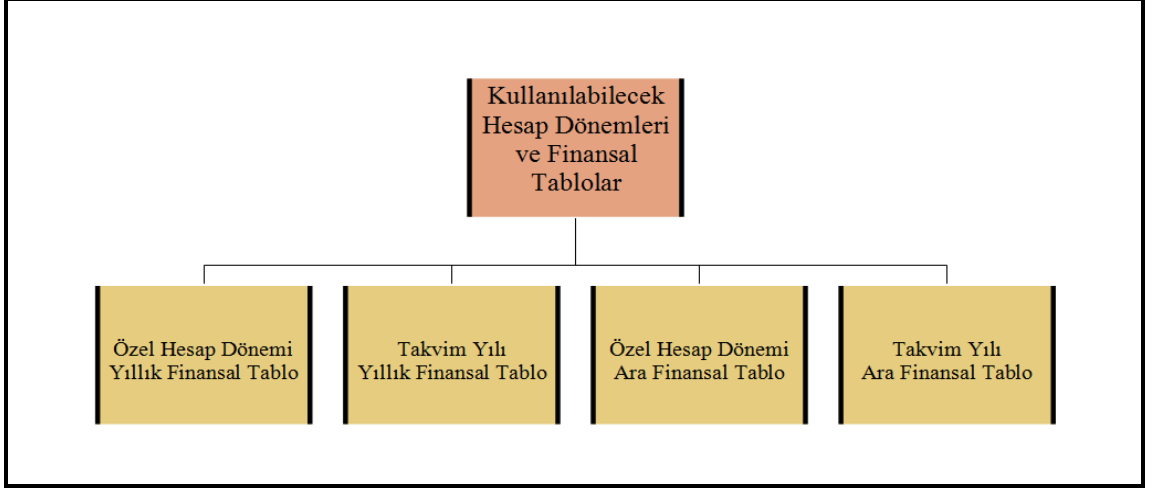 Kullanılabilecek
Hesap Dönemleri
ve Finansal
Tablolar
Özel Hesap Dönemi
Yıllık Finansal Tablo
Takvim Yılı
Yıllık Finansal Tablo
Özel Hesap Dönemi
Ara Finansal Tablo
Takvim Yılı
Ara Finansal Tablo